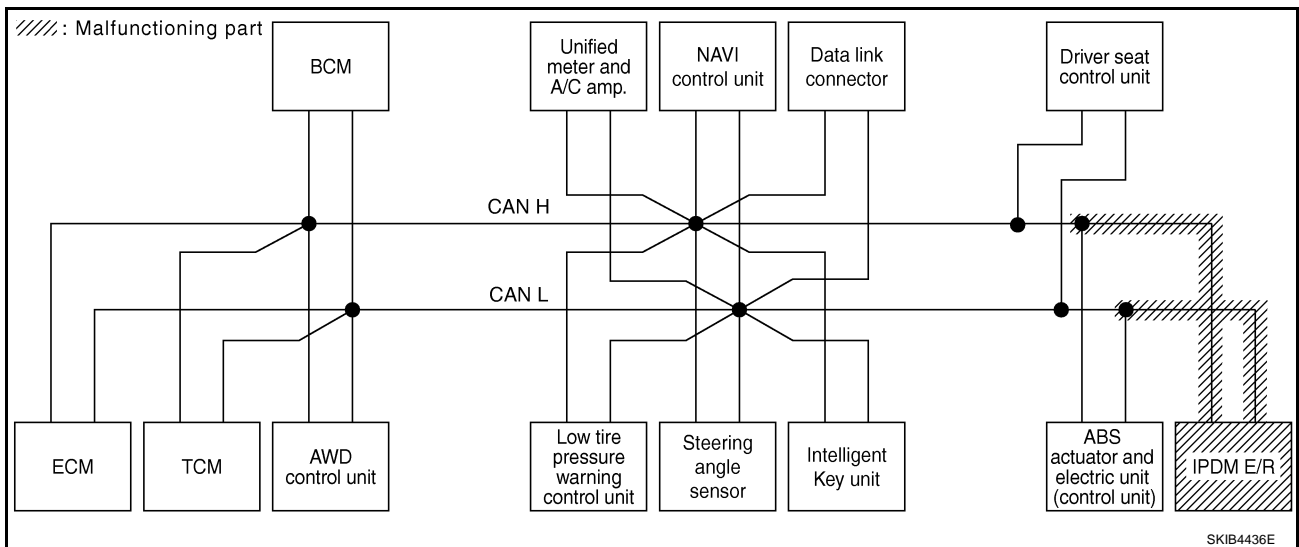 : Malfunctioning part
BCM
Unified
meter and
A/C amp.
NAVI
control unit
Data link
connector
Driver seat
control unit
CAN H
CAN L
ECM
TCM
AWD
control unit
Low tire
pressure
warning
control unit
Steering
angle
sensor
Intelligent
Key unit
ABS
actuator and
electric unit
(control unit)
IPDM E/R
SKIB4436E